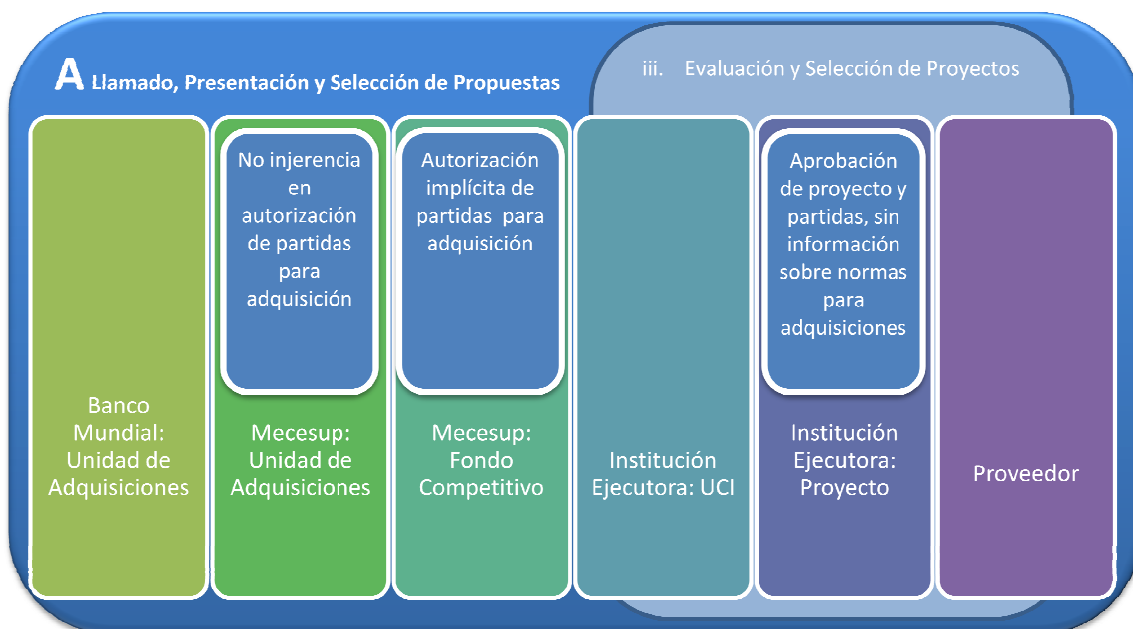 A Llamado, Presentación y Selección de Propuestas
iii. Evaluación y Selección de Proyectos
No injerencia
en
autorización
de partidas
para
adquisición
Autorización
implícita de
partidas para
adquisición
Aprobación
de proyecto y
partidas, sin
información
sobre normas
para
adquisiciones
Banco
Mundial:
Unidad de
Adquisiciones
Mecesup:
Unidad de
Adquisiciones
Mecesup:
Fondo
Competitivo
Institución
Ejecutora: UCI
Institución
Ejecutora:
Proyecto
Proveedor